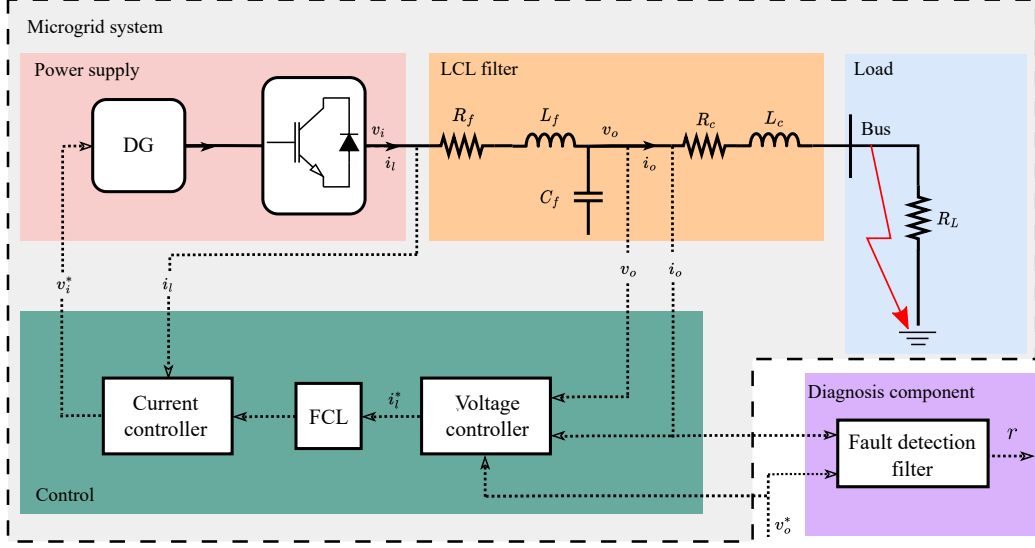 Microgrid system
Power supply
LCL filter
Load
DG
v_i
i_l
R_f
L_f
v_o
i_o
R_c
L_c
C_f
Bus
R_L
v_i^*
i_l
v_o
i_o
Current
controller
FCL
i_l^*
Voltage
controller
Control
Diagnosis component
Fault detection
filter
r
v_o^*